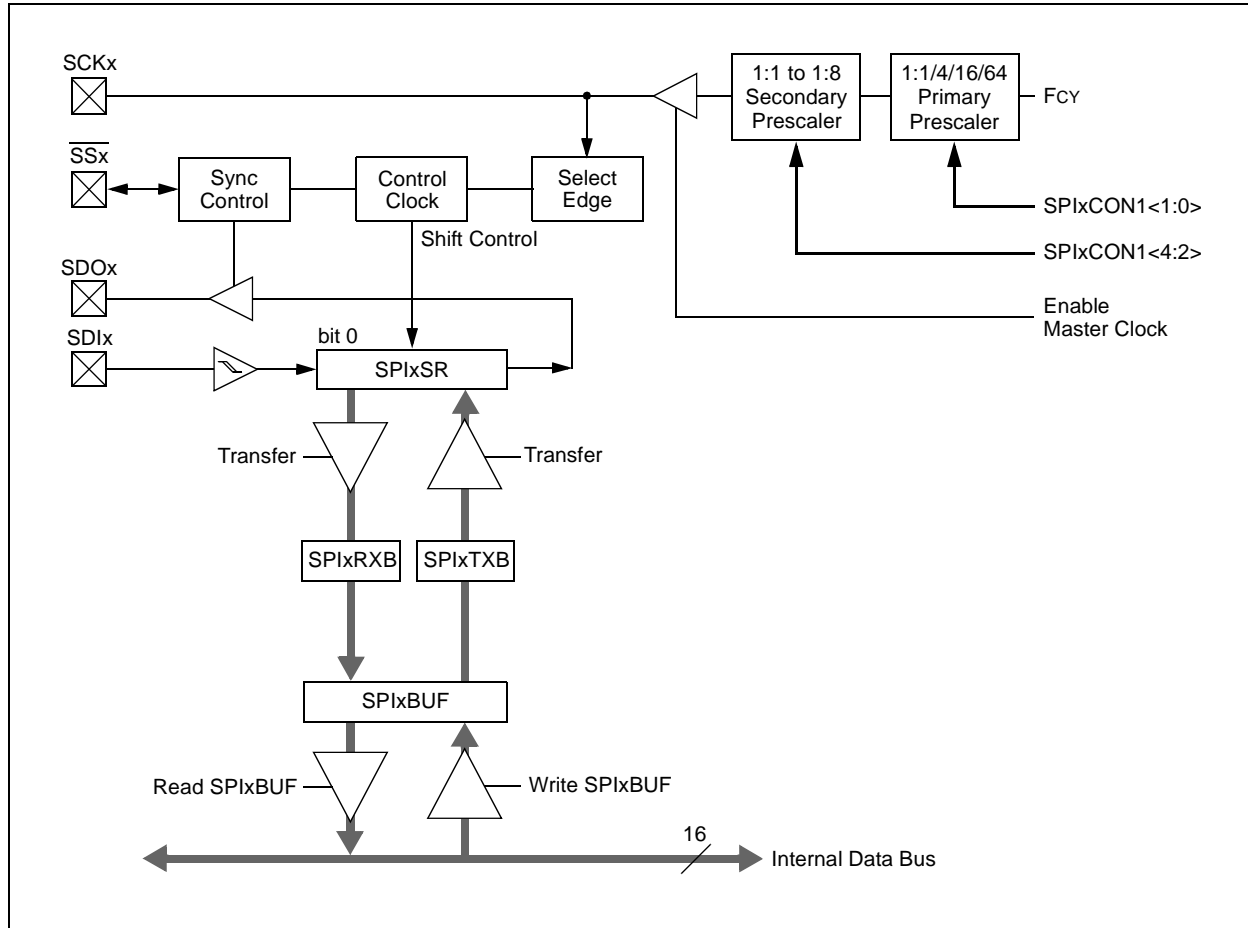 SCKx
SSx
SDOx
SDIx
Sync
Control
Control
Clock
Select
Edge
Shift Control
1:1 to 1:8
Secondary
Prescaler
1:1/4/16/64
Primary
Prescaler
FCY
SPIxCON1<1:0>
SPIxCON1<4:2>
Enable
Master Clock
bit 0
SPIxSR
Transfer
Transfer
SPIxRXB
SPIxTXB
SPIxBUF
Read SPIxBUF
Write SPIxBUF
16
Internal Data Bus